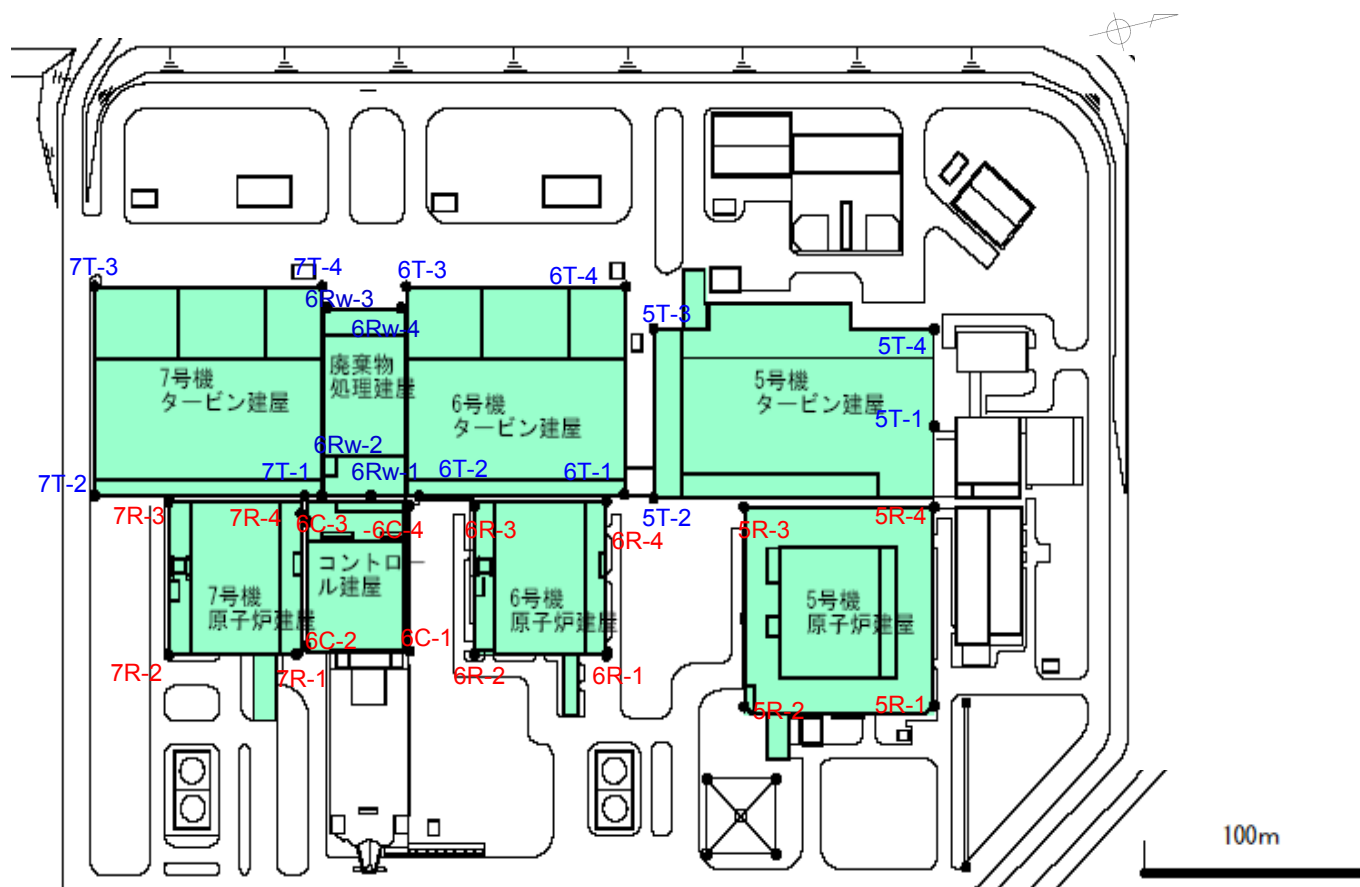 7T-3
7T-4
6T-3
6T-4
6Rw-3
6Rw-4
5T-3
5T-4
廃棄物
処理建屋
7号機
タービン建屋
6号機
タービン建屋
5号機
タービン建屋
5T-1
6Rw-2
7T-2
7T-1
6Rw-1
6T-2
6T-1
5T-2
7R-3
7R-4
6C-3
-6C-4
6R-3
6R-4
5R-3
5R-4
コントロー
ル建屋
7号機
原子炉建屋
6号機
原子炉建屋
5号機
原子炉建屋
6C-2
6C-1
7R-2
7R-1
6R-2
6R-1
5R-2
5R-1
100m